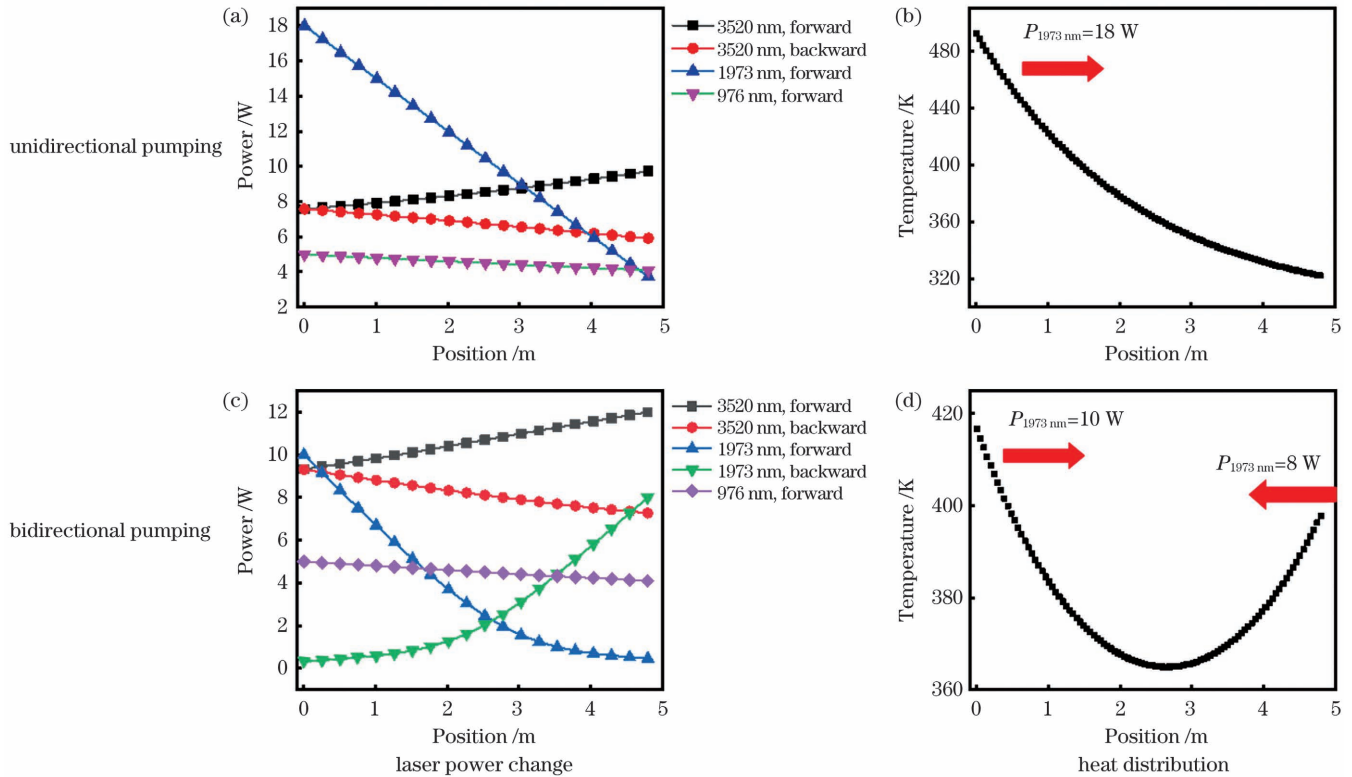 (a)
18
16
14
12
10
8
6
4
2
Power /W
0 1 2 3 4 5
Position /m
3520 nm, forward
3520 nm, backward
1973 nm, forward
976 nm, forward
unidirectional pumping
(b)
P1973 nm=18 W
480
440
400
360
320
Temperature /K
0 1 2 3 4 5
Position /m
(c)
12
10
8
6
4
2
0
Power /W
0 1 2 3 4 5
Position /m
laser power change
3520 nm, forward
3520 nm, backward
1973 nm, forward
1973 nm, backward
976 nm, forward
bidirectional pumping
(d)
P1973 nm=10 W
P1973 nm=8 W
420
400
380
360
Temperature /K
0 1 2 3 4 5
Position /m
heat distribution